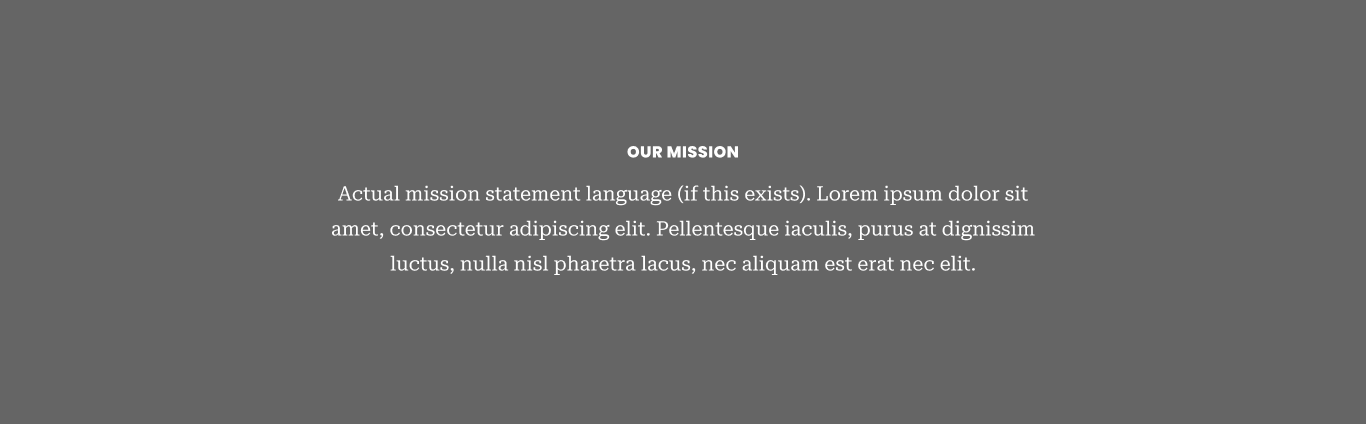 OUR MISSION
Actual mission statement language (if this exists). Lorem ipsum dolor sit
amet, consectetur adipiscing elit. Pellentesque iaculis, purus at dignissim
luctus, nulla nisl pharetra lacus, nec aliquam est erat nec elit.